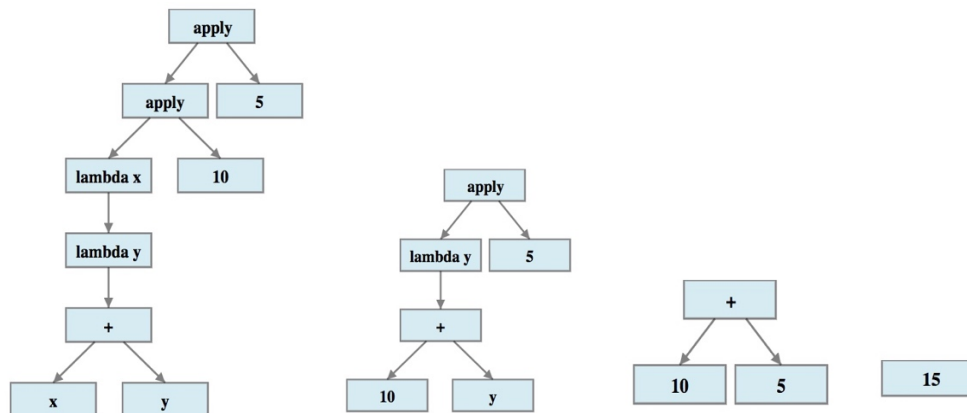 apply
apply 5
lambda x 10
lambda y
+
x y
apply
lambda y 5
+
10 y
+
10 5
15